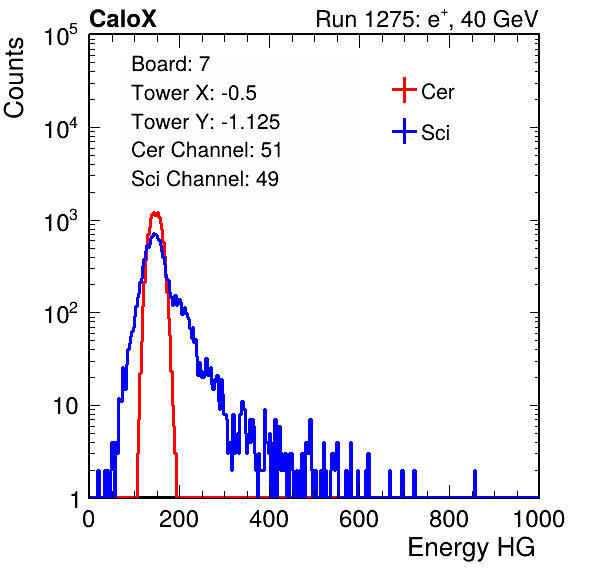 CaloX Run 1275: e⁺, 40 GeV
Counts
Board: 7
Tower X: -0.5
Tower Y: -1.125
Cer Channel: 51
Sci Channel: 49
Cer
Sci
10⁵
10⁴
10³
10²
10
1
0 200 400 600 800 1000
Energy HG